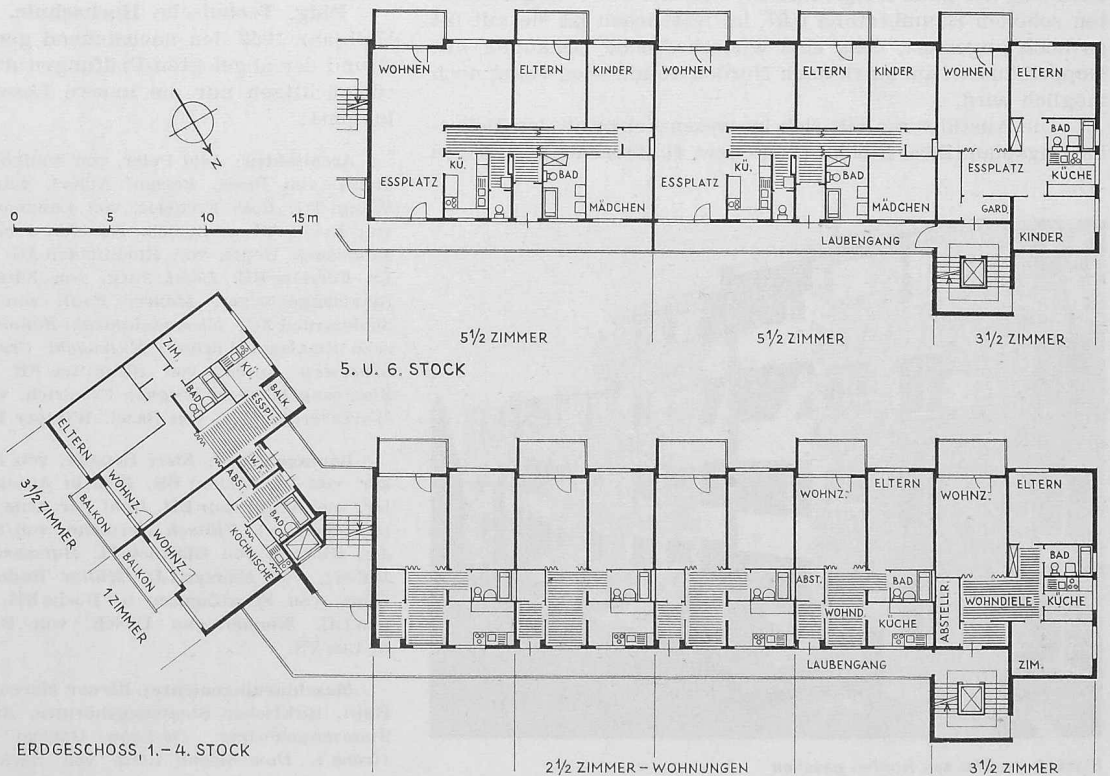 WOHNEN ELTERN KINDER WOHNEN ELTERN KINDER WOHNEN ELTERN
BAD
KÜ. ESSPLATZ KÜCHE
ESSPLATZ BAD
KÜ.
ESSPLATZ BAD
MÄDCHEN MÄDCHEN GARD.
LAUBENGANG KINDER
0 5 10 15 m
N
5½ ZIMMER 5½ ZIMMER 3½ ZIMMER
5. U. 6. STOCK
ZIM.
KÜ.
BAD
ESSPL.
BALK.
ELTERN
WOHNZ.
3½ ZIMMER
BALKON
W.F.
ABST.
BAD
KOCHNISCHE
WOHNZ.
BALKON
1 ZIMMER
WOHNZ. ELTERN WOHNZ. ELTERN
ABST. BAD
WOHND.
KÜCHE
BAD
WOHNDIELE KÜCHE
ABSTELLR.
LAUBENGANG ZIM.
ERDGESCHOSS, 1.–4. STOCK
2½ ZIMMER – WOHNUNGEN 3½ ZIMMER